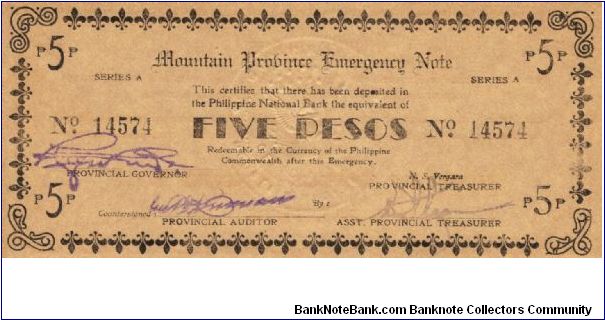 P5P Mountain Province Emergency Note P5P
SERIES A SERIES A
This certifies that there has been deposited in
the Philippine National Bank the equivalent of
No 14574 FIVE PESOS No 14574
Redeemable in the Currency of the Philippine
Commonwealth after this Emergency.
N. S. Vergara
PROVINCIAL GOVERNOR PROVINCIAL TREASURER
P5P P5P
Countersigned: By:
PROVINCIAL AUDITOR ASST. PROVINCIAL TREASURER
BankNoteBank.com Banknote Collectors Community